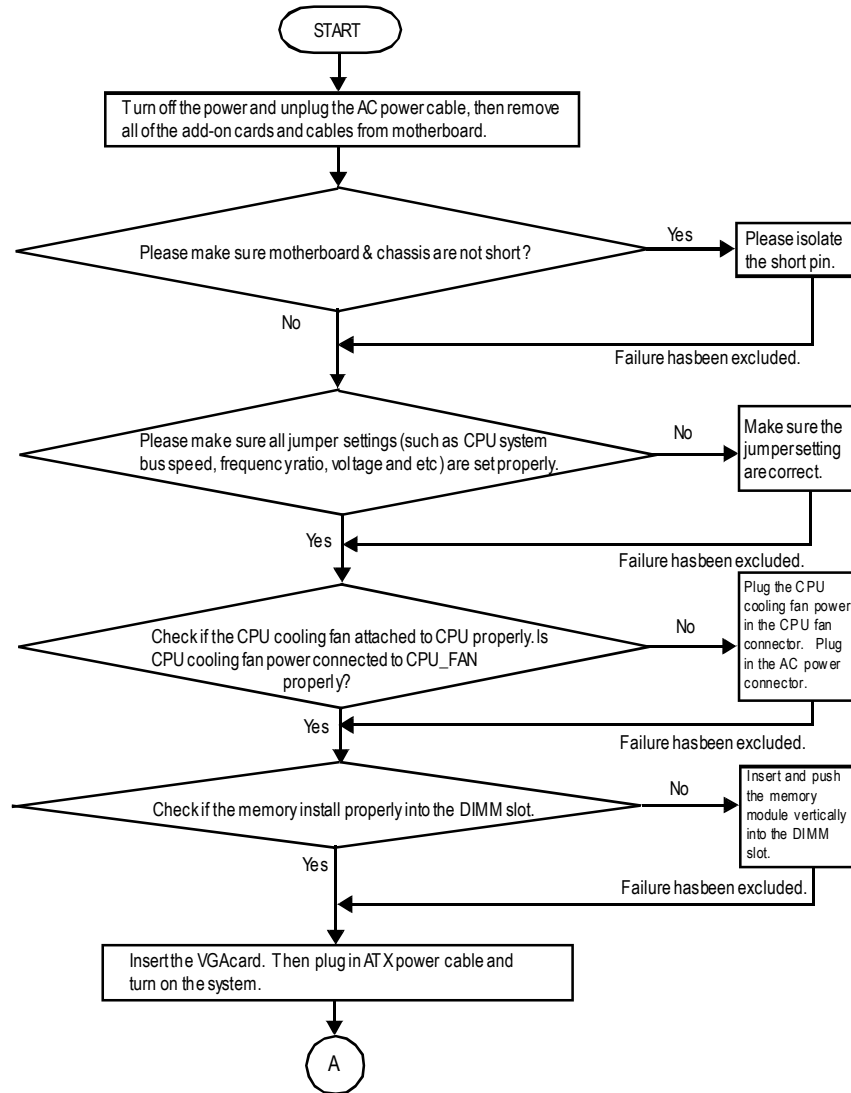 START
Turn off the power and unplug the AC power cable, then remove
all of the add-on cards and cables from motherboard.
Please make sure motherboard & chassis are not short?
Yes
Please isolate
the short pin.
No
Failure has been excluded.
Please make sure all jumper settings (such as CPU system
bus speed, frequency ratio, voltage and etc) are set properly.
No
Make sure the
jumper setting
are correct.
Yes
Failure has been excluded.
Check if the CPU cooling fan attached to CPU properly. Is
CPU cooling fan power connected to CPU_FAN
properly?
No
Plug the CPU
cooling fan power
in the CPU fan
connector. Plug
in the AC power
connector.
Yes
Failure has been excluded.
Check if the memory install properly into the DIMM slot.
No
Insert and push
the memory
module vertically
into the DIMM
slot.
Yes
Failure has been excluded.
Insert the VGA card. Then plug in ATX power cable and
turn on the system.
A